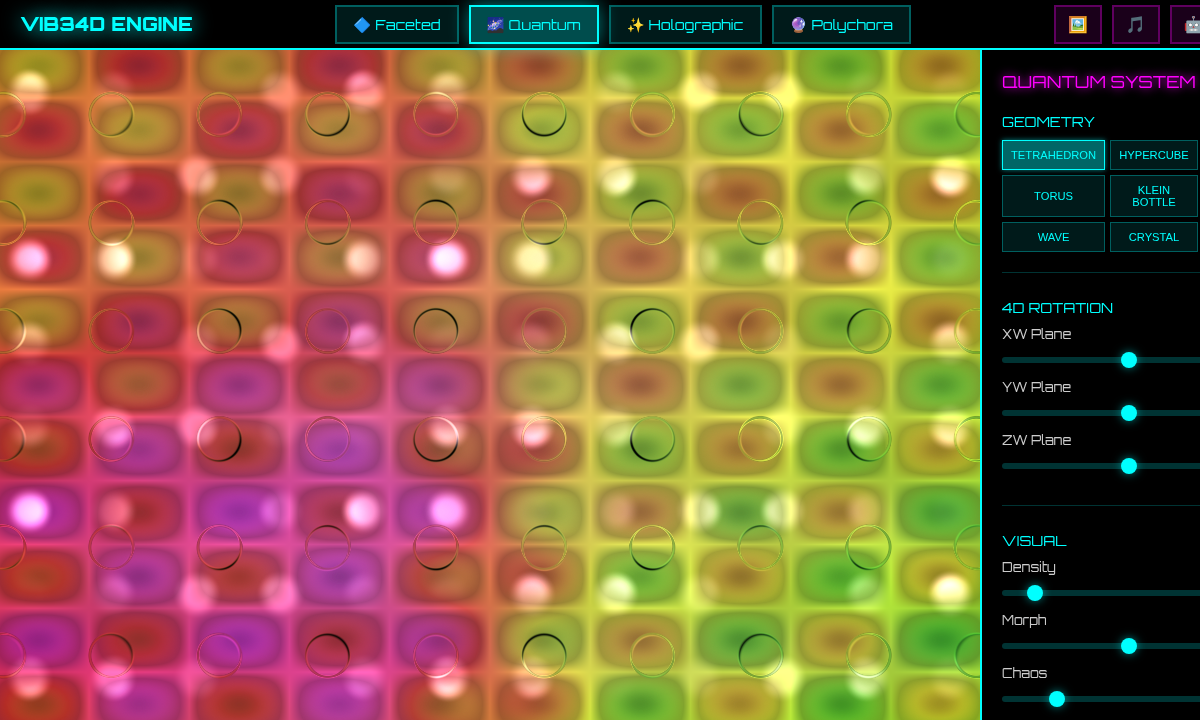 VIB34D ENGINE
Faceted
Quantum
Holographic
Polychora
QUANTUM SYSTEM
GEOMETRY
TETRAHEDRON
HYPERCUBE
TORUS
KLEIN
BOTTLE
WAVE
CRYSTAL
4D ROTATION
XW Plane
YW Plane
ZW Plane
VISUAL
Density
Morph
Chaos